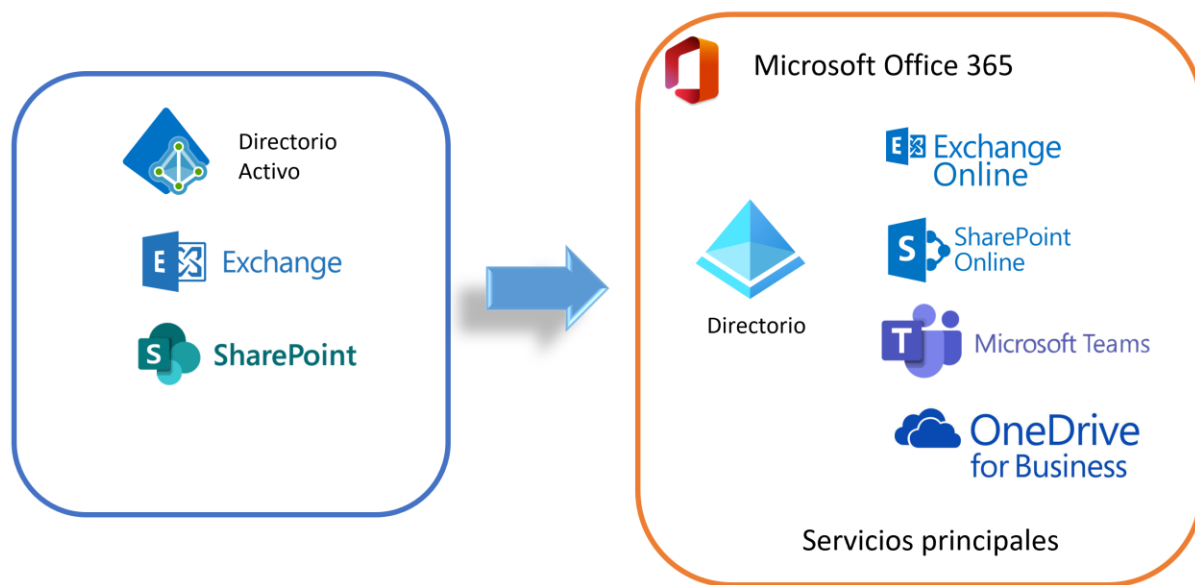 Directorio
Activo
E
Exchange
S
SharePoint
Microsoft Office 365
Directorio
E
Exchange
Online
S
SharePoint
Online
T
Microsoft Teams
OneDrive
for Business
Servicios principales